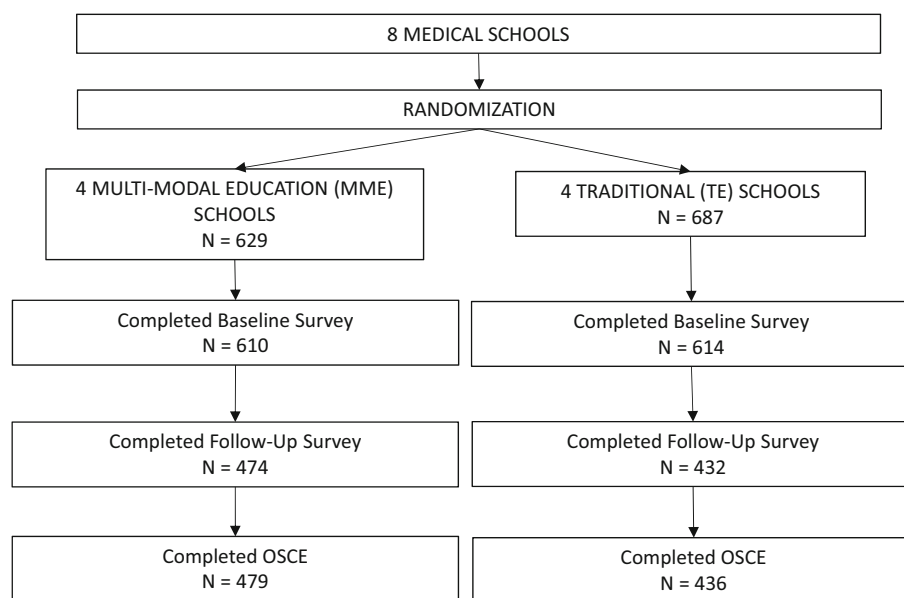 8 MEDICAL SCHOOLS
RANDOMIZATION
4 MULTI-MODAL EDUCATION (MME)
SCHOOLS
N = 629
4 TRADITIONAL (TE) SCHOOLS
N = 687
Completed Baseline Survey
N = 610
Completed Baseline Survey
N = 614
Completed Follow-Up Survey
N = 474
Completed Follow-Up Survey
N = 432
Completed OSCE
N = 479
Completed OSCE
N = 436